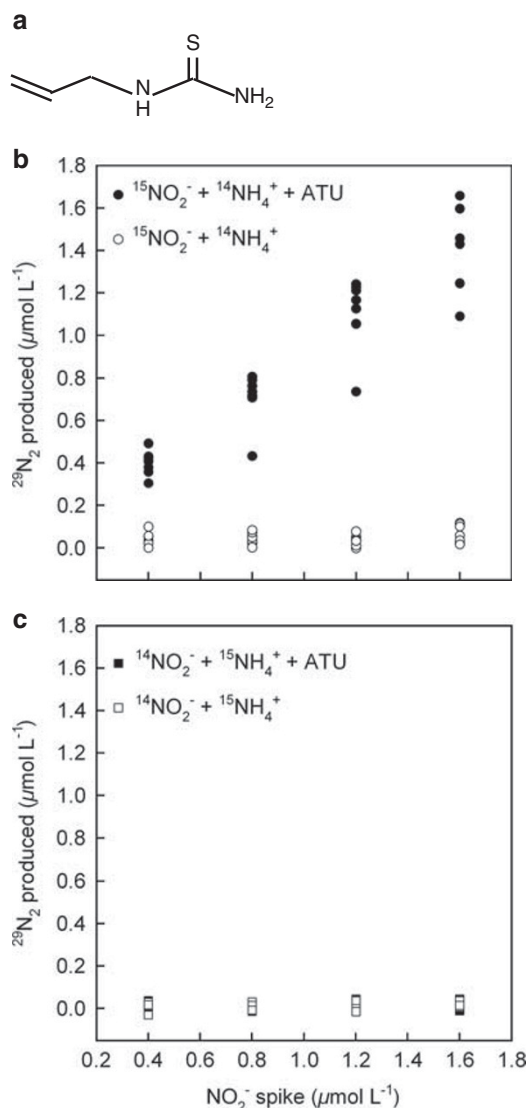 a
S
N
H
NH₂
b
1.8
1.6
1.4
1.2
1.0
0.8
0.6
0.4
0.2
0.0
²⁹N₂ produced (µmol L⁻¹)
¹⁵NO₂⁻ + ¹⁴NH₄⁺ + ATU
¹⁵NO₂⁻ + ¹⁴NH₄⁺
c
1.8
1.6
1.4
1.2
1.0
0.8
0.6
0.4
0.2
0.0
²⁹N₂ produced (µmol L⁻¹)
¹⁴NO₂⁻ + ¹⁵NH₄⁺ + ATU
¹⁴NO₂⁻ + ¹⁵NH₄⁺
0.2 0.4 0.6 0.8 1.0 1.2 1.4 1.6 1.8
NO₂⁻ spike (µmol L⁻¹)